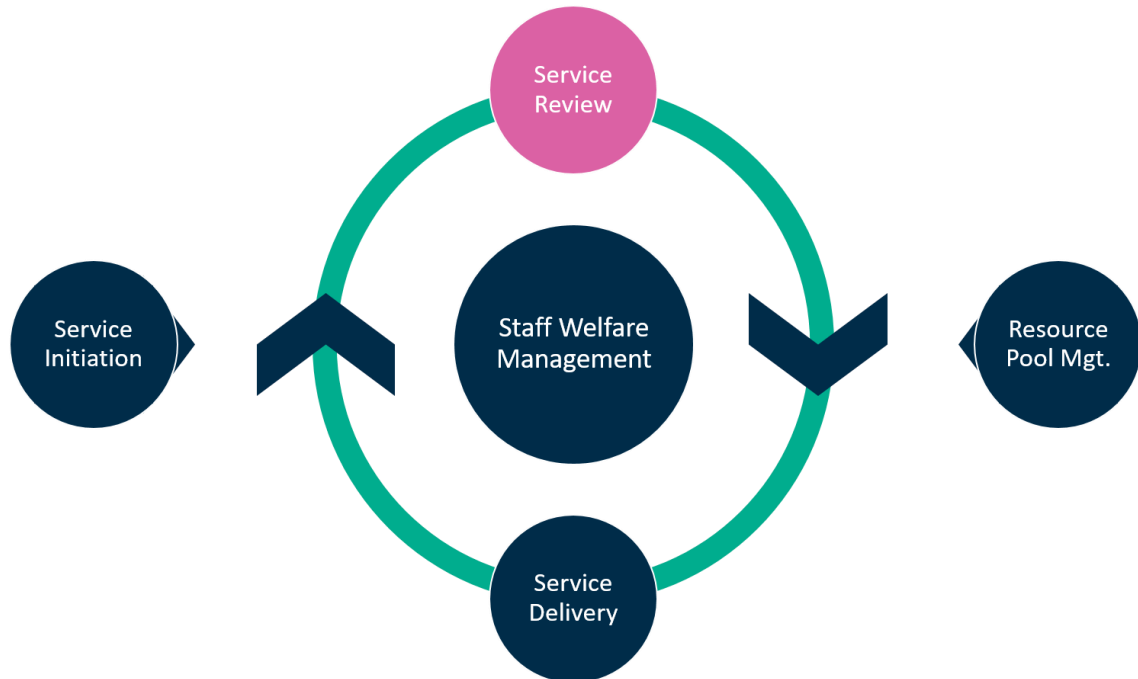 Service
Review
Service
Initiation
Staff Welfare
Management
Resource
Pool Mgt.
Service
Delivery